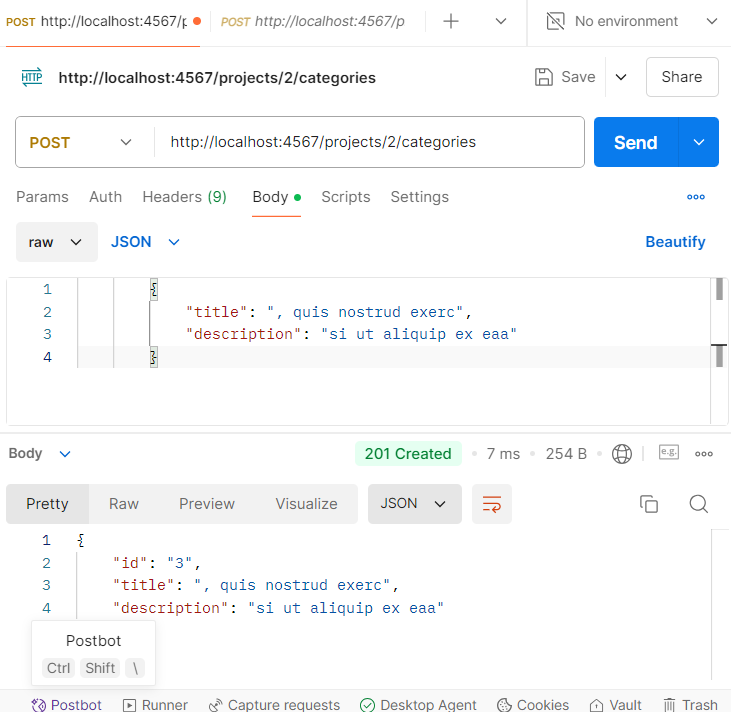 POST http://localhost:4567/p POST http://localhost:4567/p No environment
HTTP http://localhost:4567/projects/2/categories Save Share
POST http://localhost:4567/projects/2/categories Send
Params Auth Headers (9) Body Scripts Settings
raw JSON Beautify
1 {
2 "title": ", quis nostrud exerc",
3 "description": "si ut aliquip ex eaa"
4 }
Body 201 Created 7 ms 254 B e.g.
Pretty Raw Preview Visualize JSON
1 {
2 "id": "3",
3 "title": ", quis nostrud exerc",
4 "description": "si ut aliquip ex eaa"
Postbot
Ctrl Shift \
Postbot Runner Capture requests Desktop Agent Cookies Vault Trash